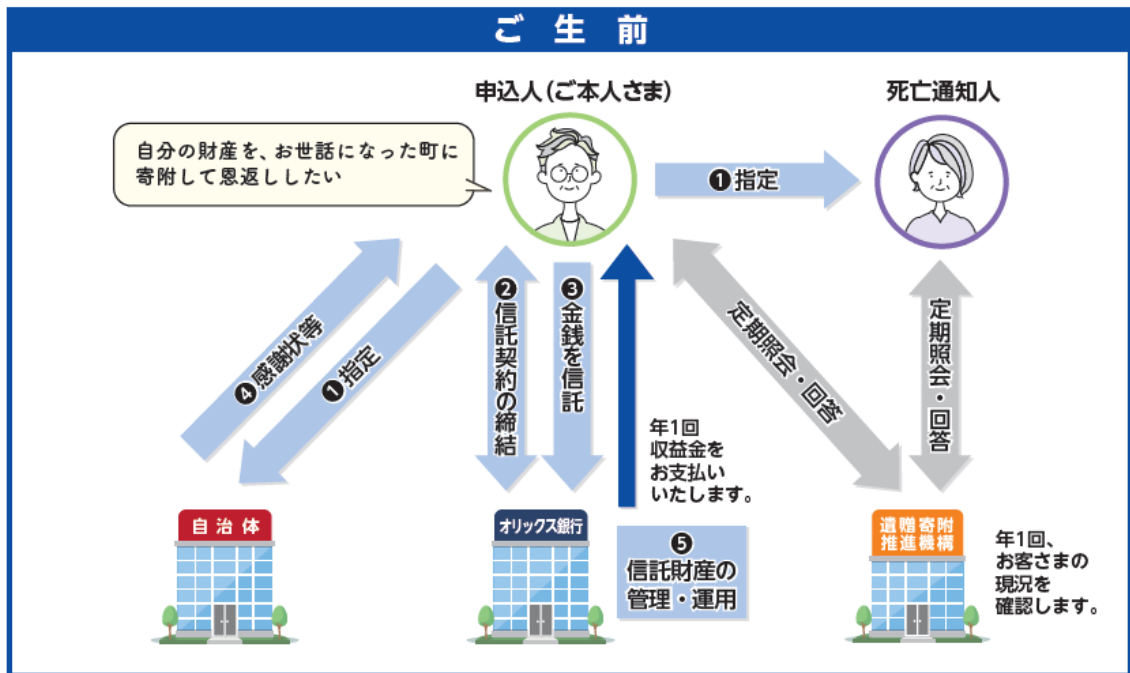 ご生前
申込人(ご本人さま)
死亡通知人
自分の財産を、お世話になった町に
寄附して恩返ししたい
❶指定
❹感謝状等
❶指定
❷信託契約の締結
❸金銭を信託
年1回
収益金を
お支払い
いたします。
定期照会・回答
定期照会・回答
自治体
オリックス銀行
❺
信託財産の
管理・運用
遺贈寄附
推進機構
年1回、
お客さまの
現況を
確認します。